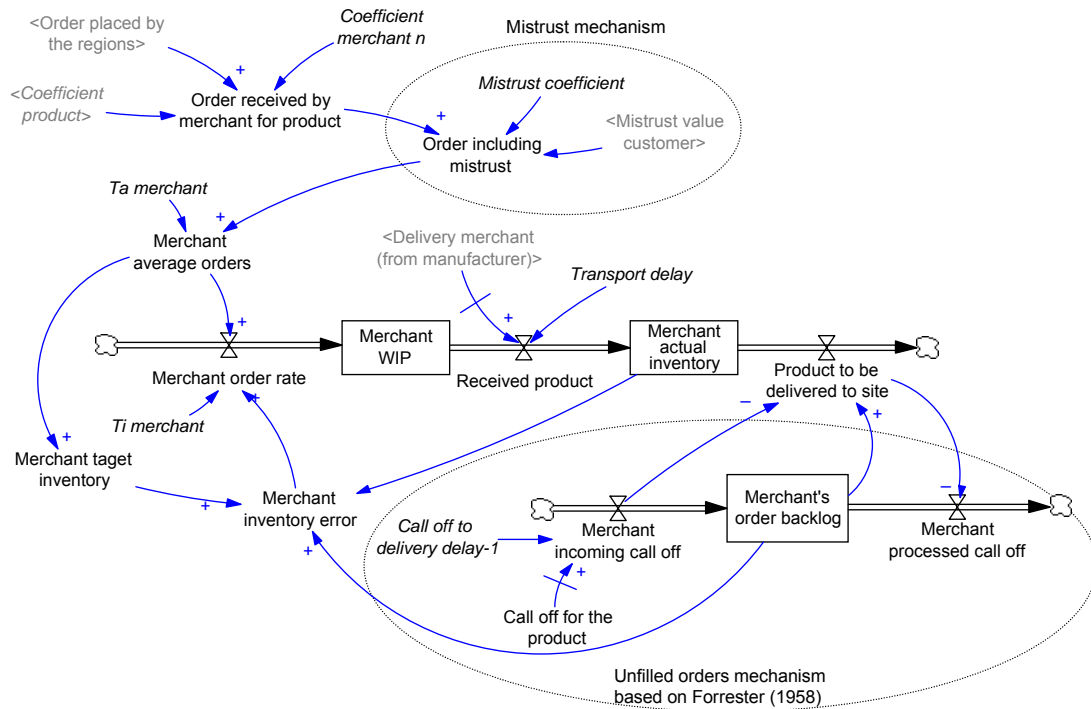 <Order placed by
the regions>
Coefficient
merchant n
Mistrust mechanism
+
<Coefficient
product>
Order received by
merchant for product
Mistrust coefficient
+
Order including
mistrust
<Mistrust value
customer>
Ta merchant
+
Merchant
average orders
<Delivery merchant
(from manufacturer)>
Transport delay
+
+
Merchant
WIP
Merchant
actual
inventory
Merchant order rate
Received product
Product to be
delivered to site
+
–
+
Ti merchant
+
Merchant taget
inventory
+
Merchant
inventory error
+
–
Merchant's
order backlog
Call off to
delivery delay-1
Merchant
incoming call off
Merchant
processed call off
+
Call off for the
product
Unfilled orders mechanism
based on Forrester (1958)